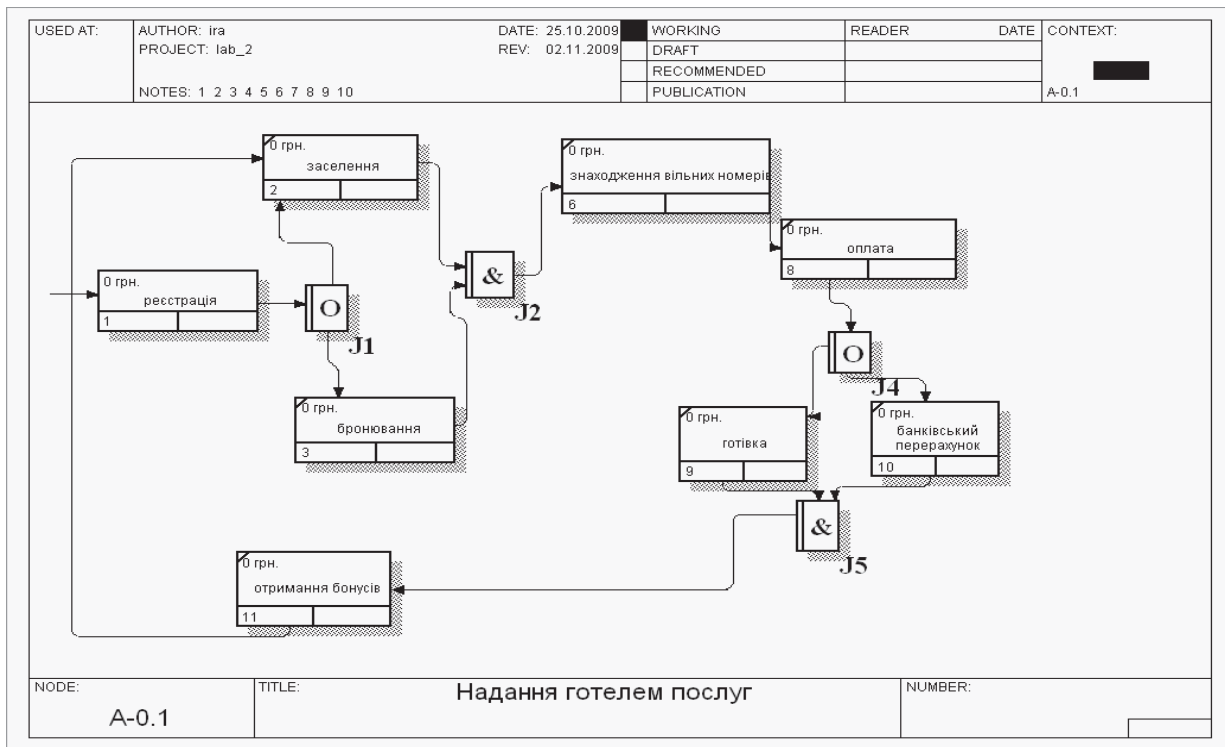 USED AT:
AUTHOR: ira
DATE: 25.10.2009
PROJECT: lab_2
REV: 02.11.2009
NOTES: 1 2 3 4 5 6 7 8 9 10
WORKING
DRAFT
RECOMMENDED
PUBLICATION
READER
DATE
CONTEXT:
A-0.1
0 грн.
заселення
2
0 грн.
знаходження вільних номерів
6
0 грн.
оплата
8
&
J2
0 грн.
реєстрація
1
O
J1
O
J4
0 грн.
бронювання
3
0 грн.
готівка
9
0 грн.
банківський
перерахунок
10
&
J5
0 грн.
отримання бонусів
11
NODE:
A-0.1
TITLE:
Надання готелем послуг
NUMBER: